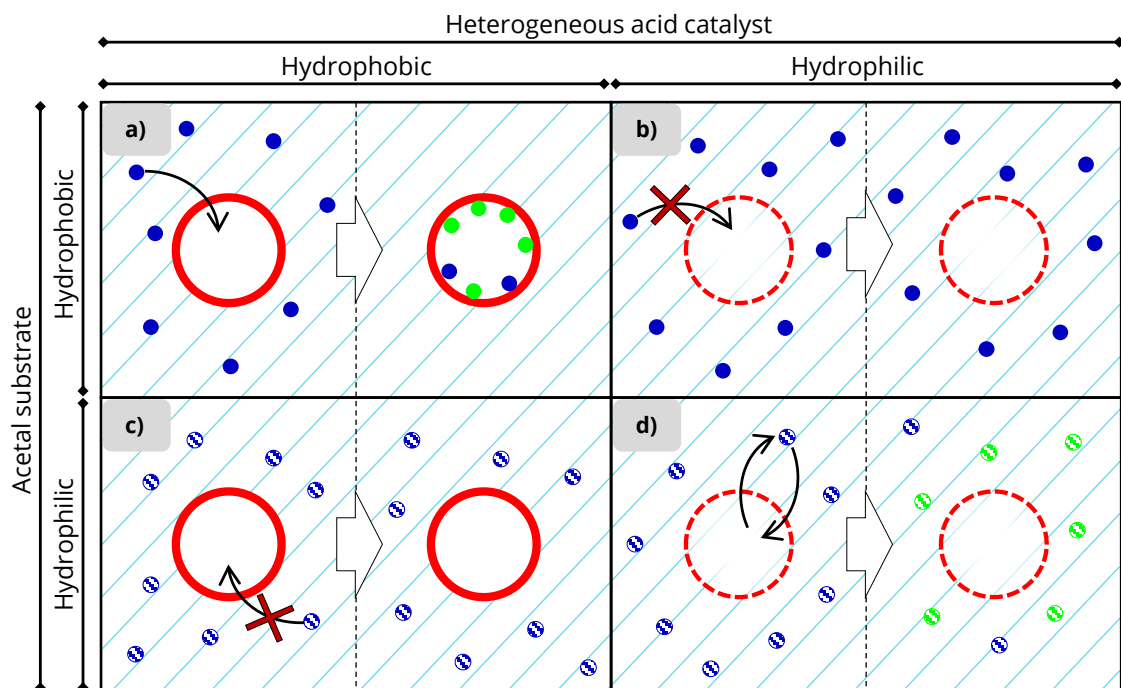 Heterogeneous acid catalyst
Hydrophobic
Hydrophilic
Acetal substrate
Hydrophobic
Hydrophilic
a)
b)
c)
d)